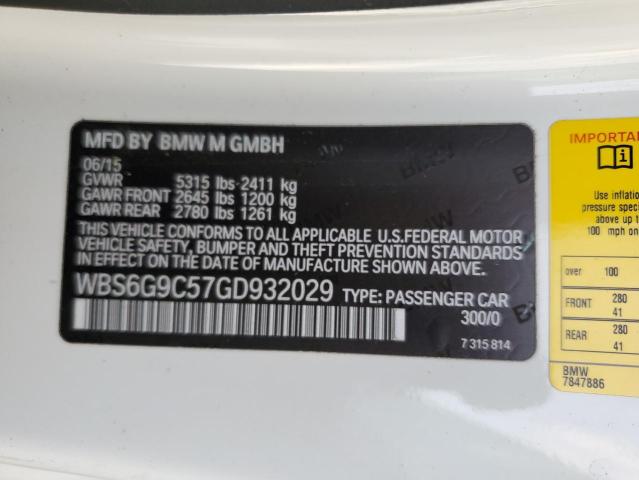 MFD BY BMW M GMBH
06/15
GVWR 5315 lbs-2411 kg
GAWR FRONT 2645 lbs 1200 kg
GAWR REAR 2780 lbs 1261 kg
THIS VEHICLE CONFORMS TO ALL APPLICABLE U.S.FEDERAL MOTOR
VEHICLE SAFETY, BUMPER AND THEFT PREVENTION STANDARDS
IN EFFECT ON THE DATE OF MANUFACTURE SHOWN ABOVE.
WBS6G9C57GD932029 TYPE: PASSENGER CAR
300/0
7 315 814
IMPORTA
Use inflation
pressure spec
above up t
100 mph on
over 100
FRONT 280
41
REAR 280
41
BMW
7847886